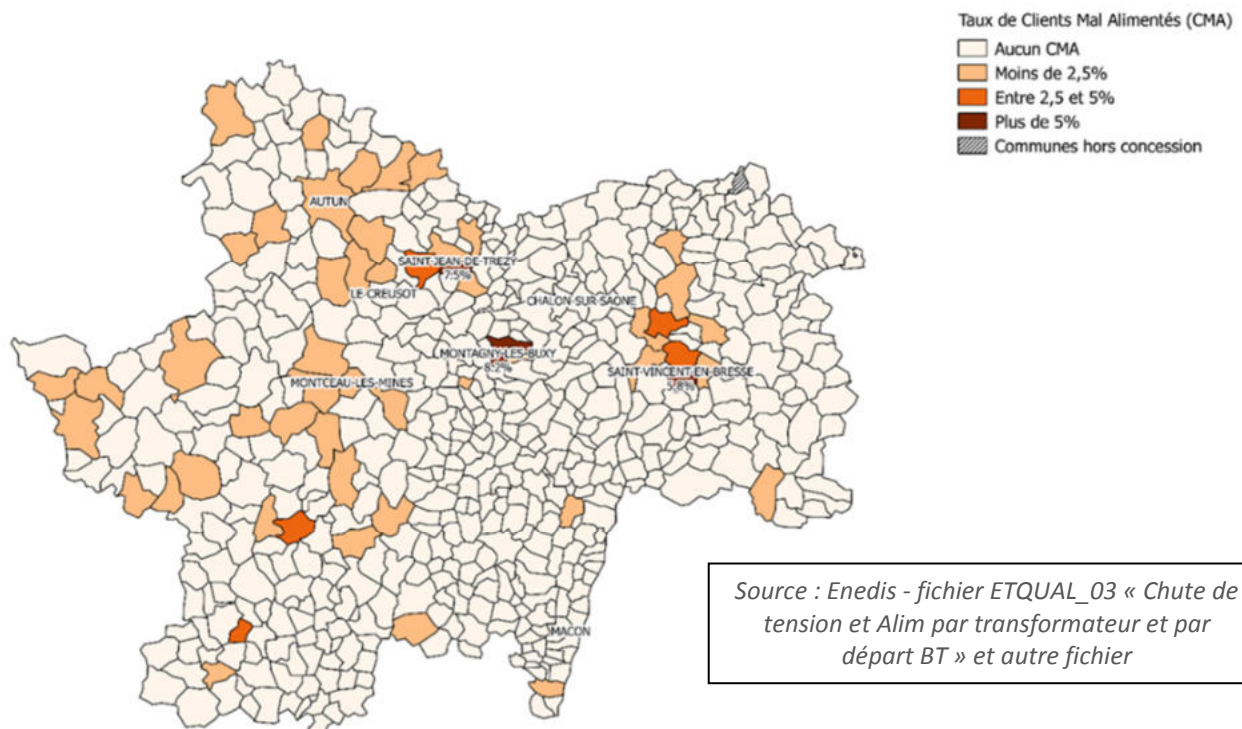 Taux de Clients Mal Alimentés (CMA)
Aucun CMA
Moins de 2,5%
Entre 2,5 et 5%
Plus de 5%
Communes hors concession
AUTUN
SAINT-JEAN-DE-TREZY
7.5%
LE-CREUSOT
CHALON-SUR-SAONE
MONTAGNY-LES-BUXY
8.2%
SAINT-VINCENT-EN-BRESSE
5.8%
MONTCEAU-LES-MINES
MACON
Source : Enedis - fichier ETQUAL_03 « Chute de
tension et Alim par transformateur et par
départ BT » et autre fichier